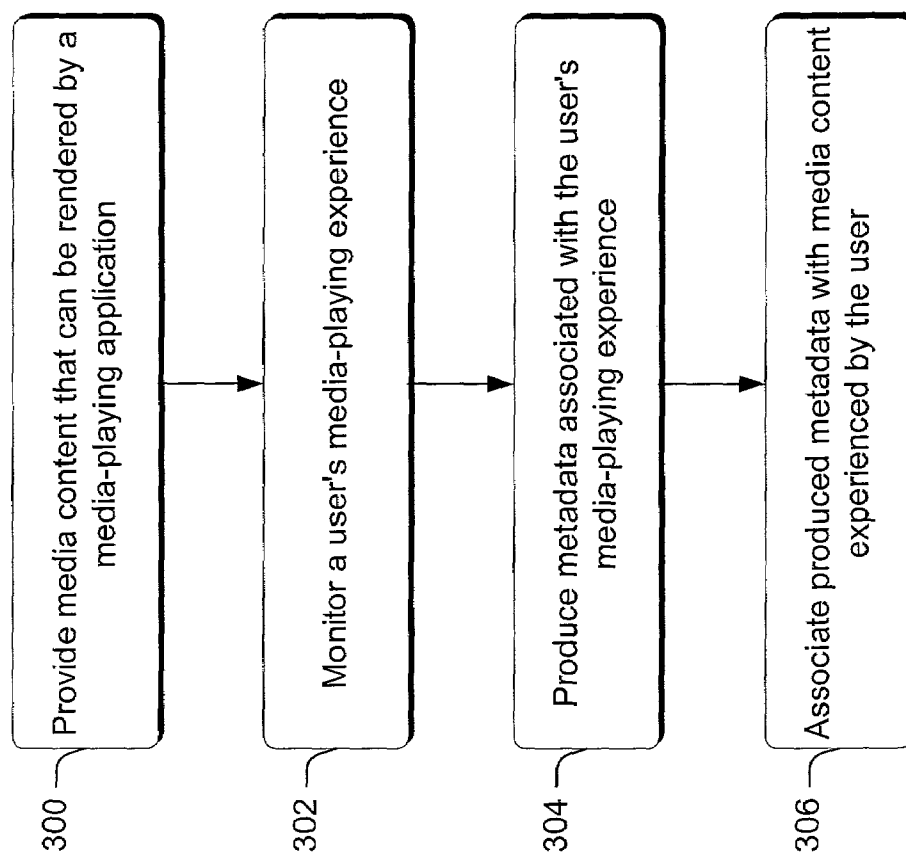 300
Provide media content that can be rendered by a
media-playing application
302
Monitor a user's media-playing experience
304
Produce metadata associated with the user's
media-playing experience
306
Associate produced metadata with media content
experienced by the user